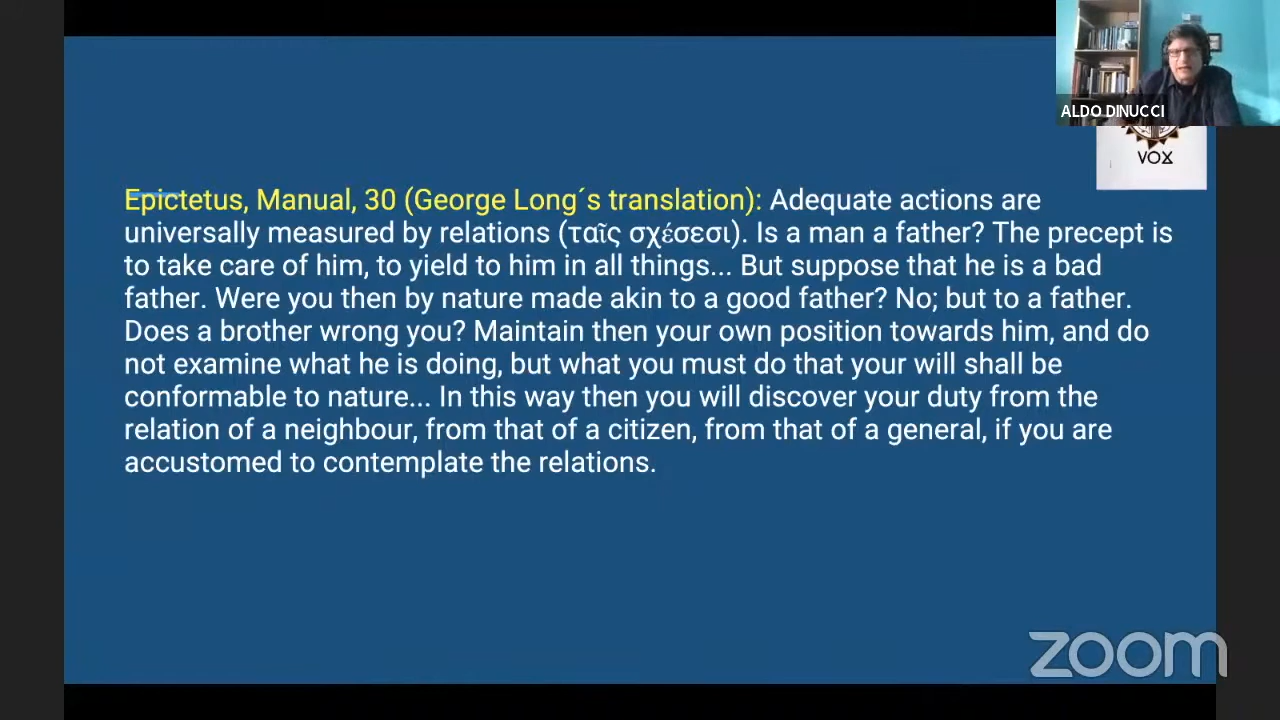 ALDO DINUCCI
VOX
Epictetus, Manual, 30 (George Long´s translation): Adequate actions are
universally measured by relations (ταῖς σχέσεσι). Is a man a father? The precept is
to take care of him, to yield to him in all things... But suppose that he is a bad
father. Were you then by nature made akin to a good father? No; but to a father.
Does a brother wrong you? Maintain then your own position towards him, and do
not examine what he is doing, but what you must do that your will shall be
conformable to nature... In this way then you will discover your duty from the
relation of a neighbour, from that of a citizen, from that of a general, if you are
accustomed to contemplate the relations.
zoom